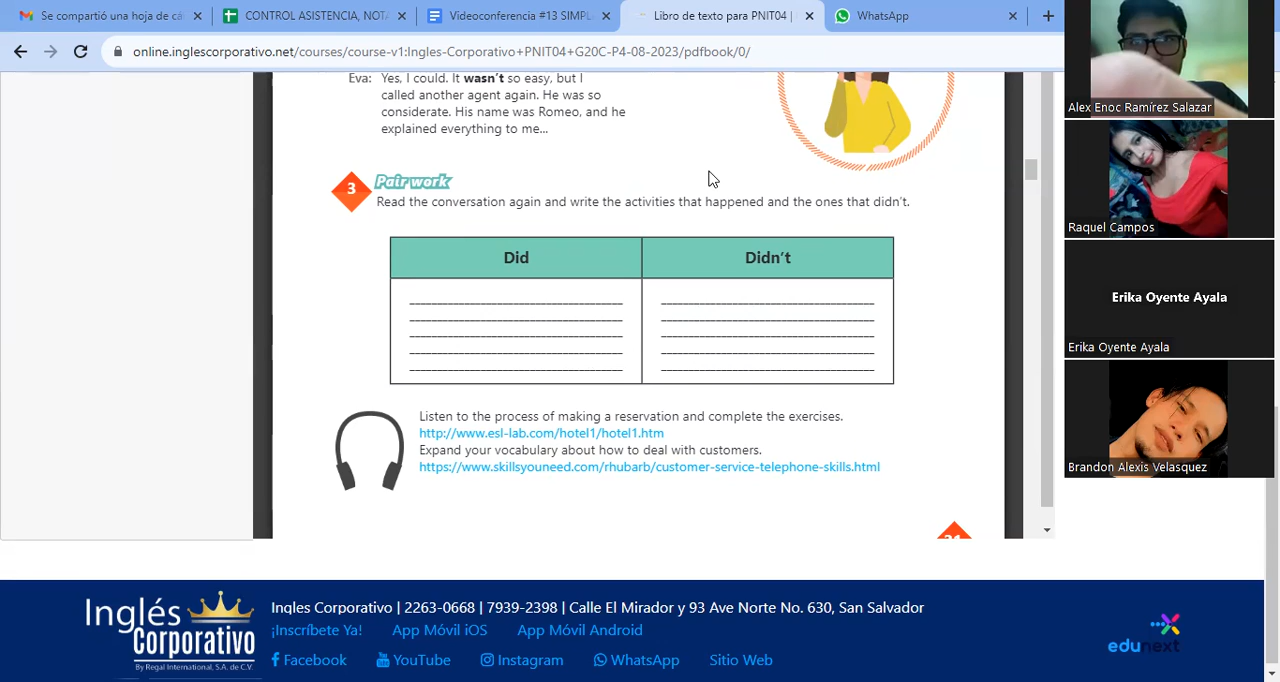 Se compartió una hoja de cá
CONTROL ASISTENCIA, NOTA
Videoconferencia #13 SIMPL
Libro de texto para PNIT04 |
WhatsApp
online.inglescorporativo.net/courses/course-v1:Ingles-Corporativo+PNIT04+G20C-P4-08-2023/pdfbook/0/
Eva: Yes, I could. It wasn't so easy, but I
called another agent again. He was so
considerate. His name was Romeo, and he
explained everything to me...
3 Pair work
Read the conversation again and write the activities that happened and the ones that didn't.
Did Didn't
Listen to the process of making a reservation and complete the exercises.
http://www.esl-lab.com/hotel1/hotel1.htm
Expand your vocabulary about how to deal with customers.
https://www.skillsyouneed.com/rhubarb/customer-service-telephone-skills.html
Alex Enoc Ramírez Salazar
Raquel Campos
Erika Oyente Ayala
Erika Oyente Ayala
Brandon Alexis Velasquez
Inglés
Corporativo
By Regal International, S.A. de C.V.
Ingles Corporativo | 2263-0668 | 7939-2398 | Calle El Mirador y 93 Ave Norte No. 630, San Salvador
¡Inscríbete Ya! App Móvil iOS App Móvil Android
Facebook YouTube Instagram WhatsApp Sitio Web
edunext